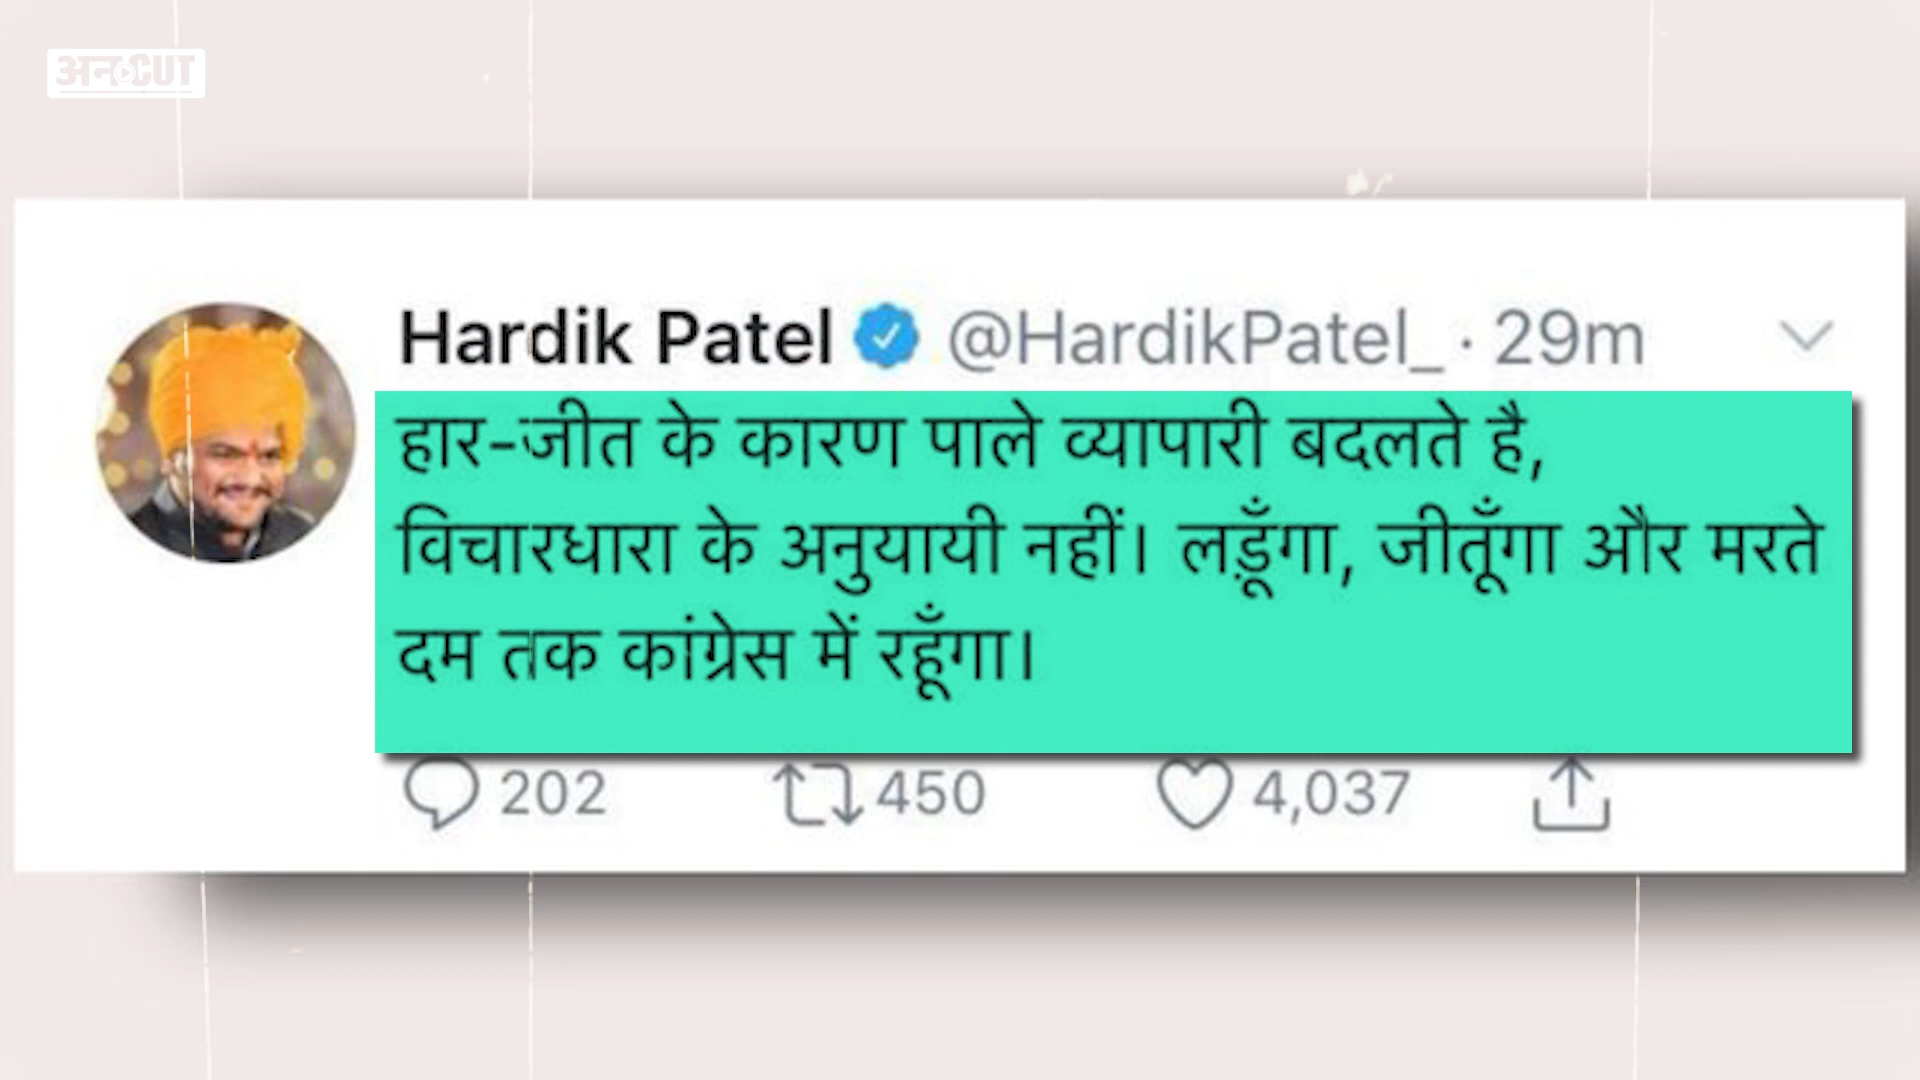 अनCUT
Hardik Patel @HardikPatel_ · 29m
हार-जीत के कारण पाले व्यापारी बदलते है,
विचारधारा के अनुयायी नहीं। लड़ूँगा, जीतूँगा और मरते
दम तक कांग्रेस में रहूँगा।
202 450 4,037